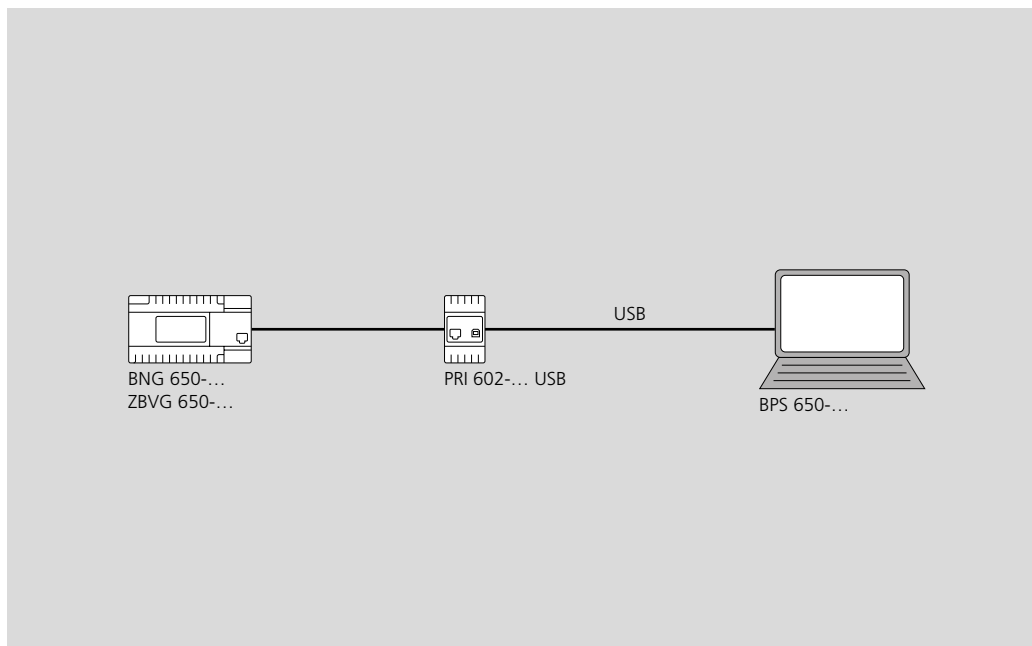 USB
BNG 650-…
ZBVG 650-…
PRI 602-… USB
BPS 650-…